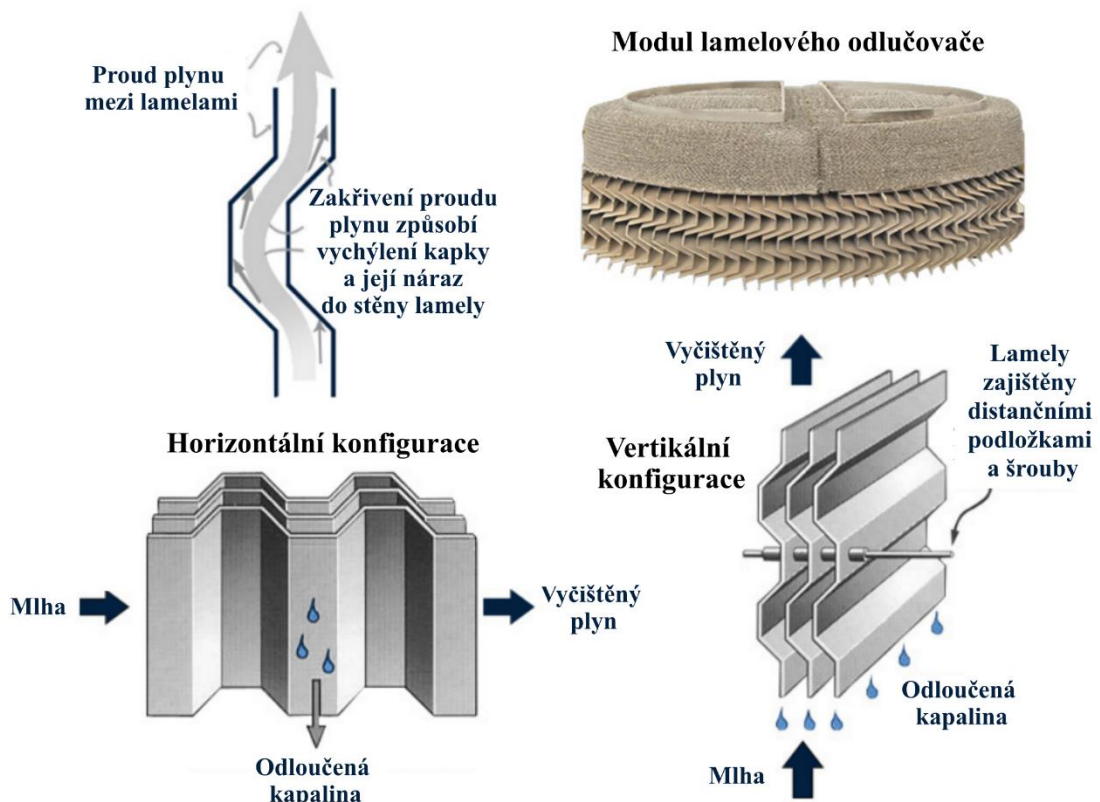 Proud plynu
mezi lamelami
Modul lamelového odlučovače
Zakřivení proudu
plynu způsobí
vychýlení kapky
a její náraz
do stěny lamely
Horizontální konfigurace
Mlha
Vyčištěný
plyn
Odloučená
kapalina
Vyčištěný
plyn
Vertikální
konfigurace
Lamely
zajištěny
distančními
podložkami
a šrouby
Odloučená
kapalina
Mlha